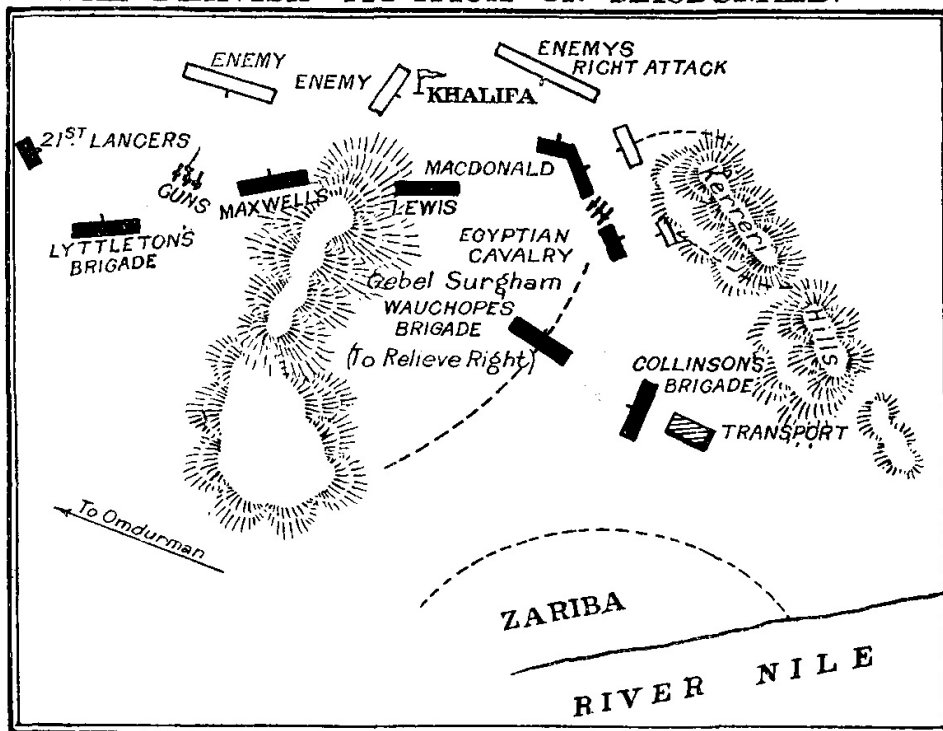 ENEMY
ENEMY
KHALIFA
ENEMYS
RIGHT ATTACK
21ST LANCERS
GUNS
MAXWELLS
MACDONALD
LEWIS
LYTTLETONS
BRIGADE
EGYPTIAN
CAVALRY
Gebel Surgham
WAUCHOPES
BRIGADE
(To Relieve Right)
Kerreri
Hills
COLLINSONS
BRIGADE
TRANSPORT
To Omdurman
ZARIBA
RIVER NILE